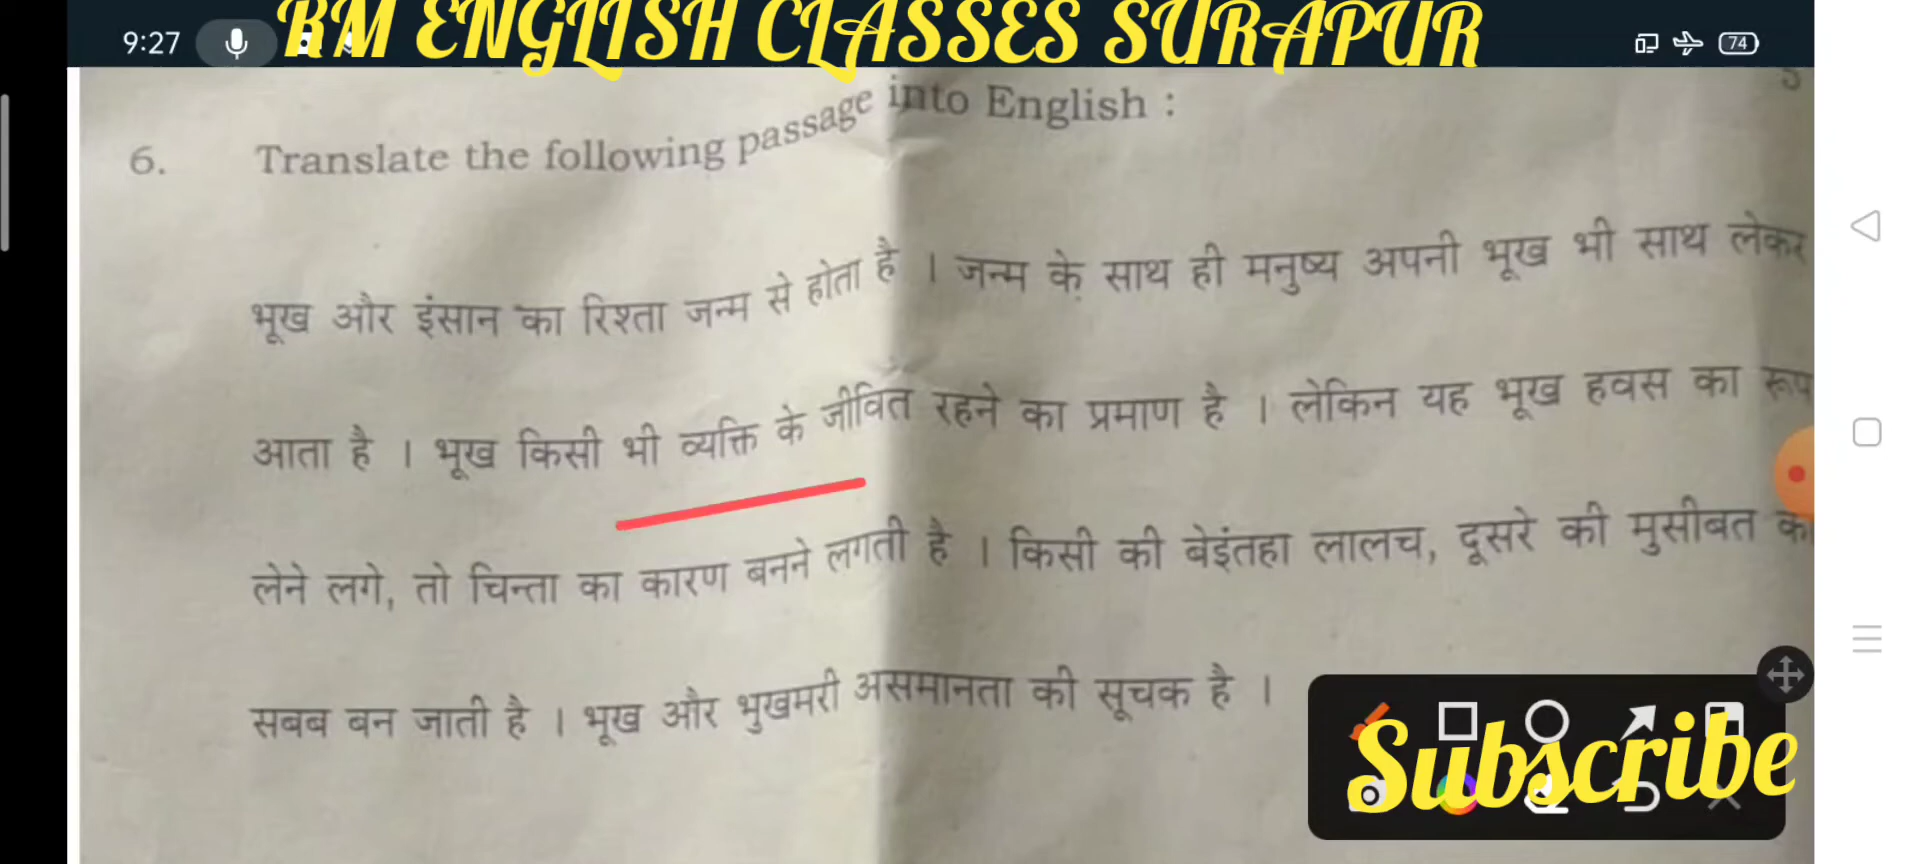 9:27
RM ENGLISH CLASSES SURAPUR
74
6. Translate the following passage into English :
भूख और इंसान का रिश्ता जन्म से होता है । जन्म के साथ ही मनुष्य अपनी भूख भी साथ लेकर
आता है । भूख किसी भी व्यक्ति के जीवित रहने का प्रमाण है । लेकिन यह भूख हवस का रूप
लेने लगे, तो चिन्ता का कारण बनने लगती है । किसी की बेइंतहा लालच, दूसरे की मुसीबत का
सबब बन जाती है । भूख और भुखमरी असमानता की सूचक है ।
Subscribe